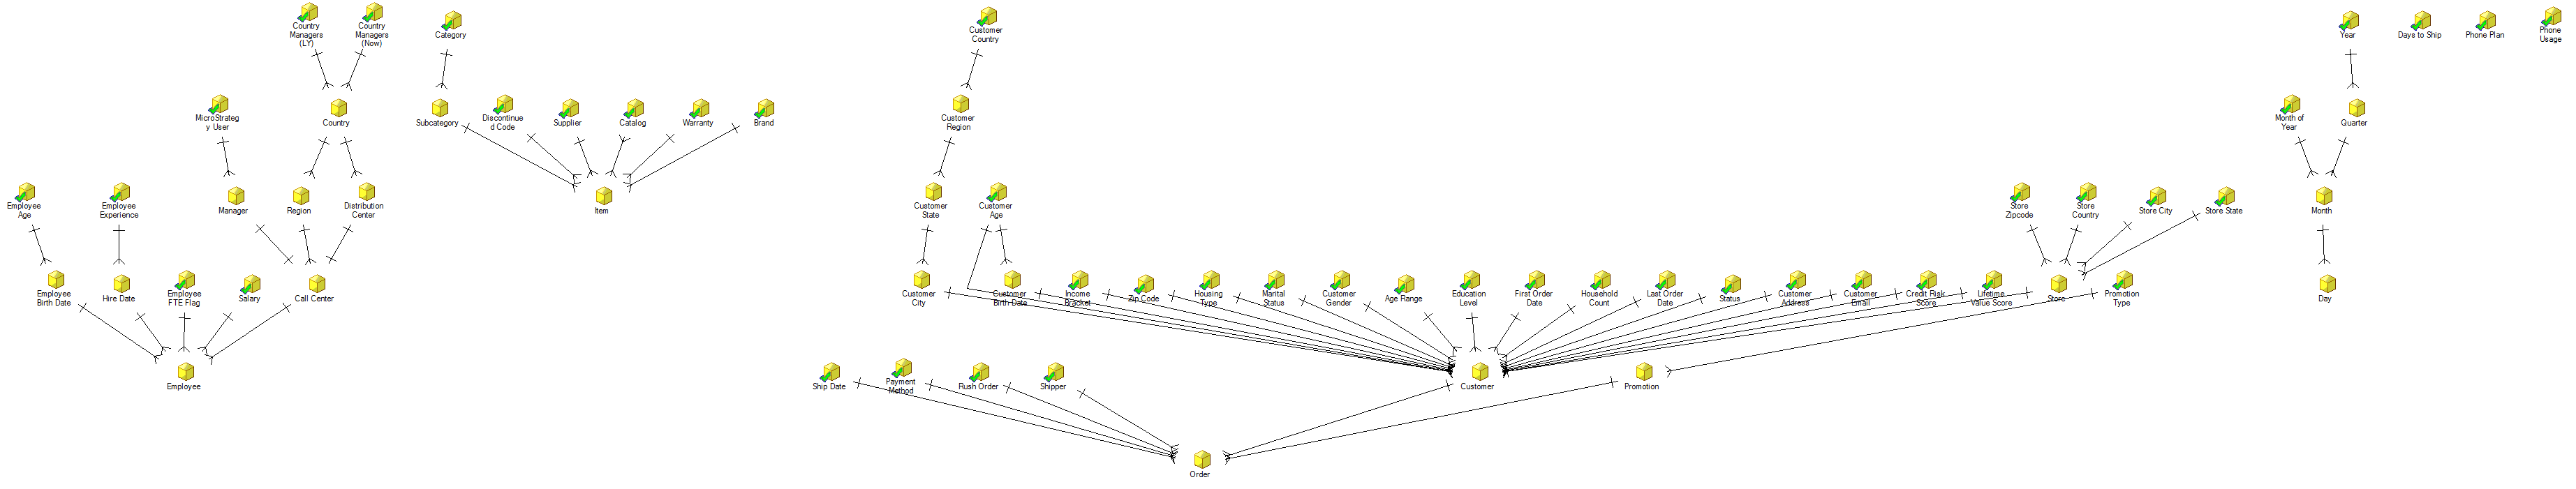 Country
Managers
(LY)
Country
Managers
(Now)
Category
Customer
Country
Year
Days to Ship
Phone Plan
Phone
Usage
MicroStrateg
y User
Country
Subcategory
Discontinue
d Code
Supplier
Catalog
Warranty
Brand
Customer
Region
Month of
Year
Quarter
Employee
Age
Employee
Experience
Manager
Region
Distribution
Center
Item
Customer
State
Customer
Age
Store
Zipcode
Store
Country
Store City
Store State
Month
Employee
Birth Date
Hire Date
Employee
FTE Flag
Salary
Call Center
Customer
City
Customer
Birth Date
Income
Bracket
Zip Code
Housing
Type
Marital
Status
Customer
Gender
Age Range
Education
Level
First Order
Date
Household
Count
Last Order
Date
Status
Customer
Address
Customer
Email
Credit Risk
Score
Lifetime
Value Score
Store
Promotion
Type
Day
Employee
Ship Date
Payment
Method
Rush Order
Shipper
Customer
Promotion
Order